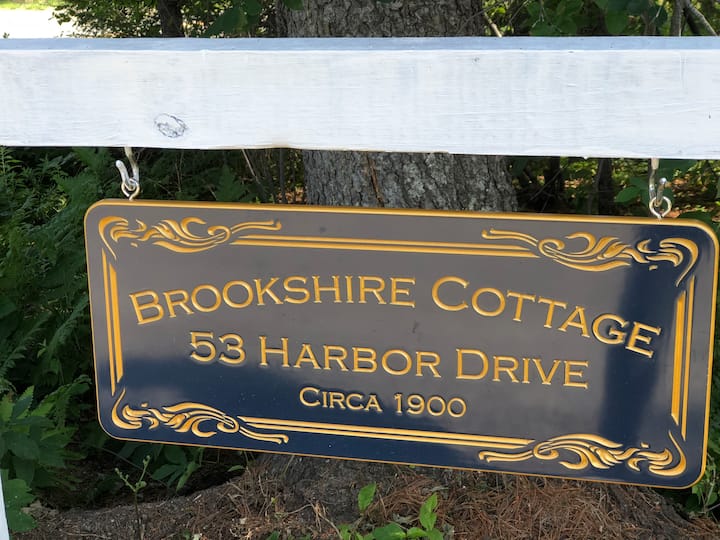 Brookshire Cottage
53 Harbor Drive
Circa 1900